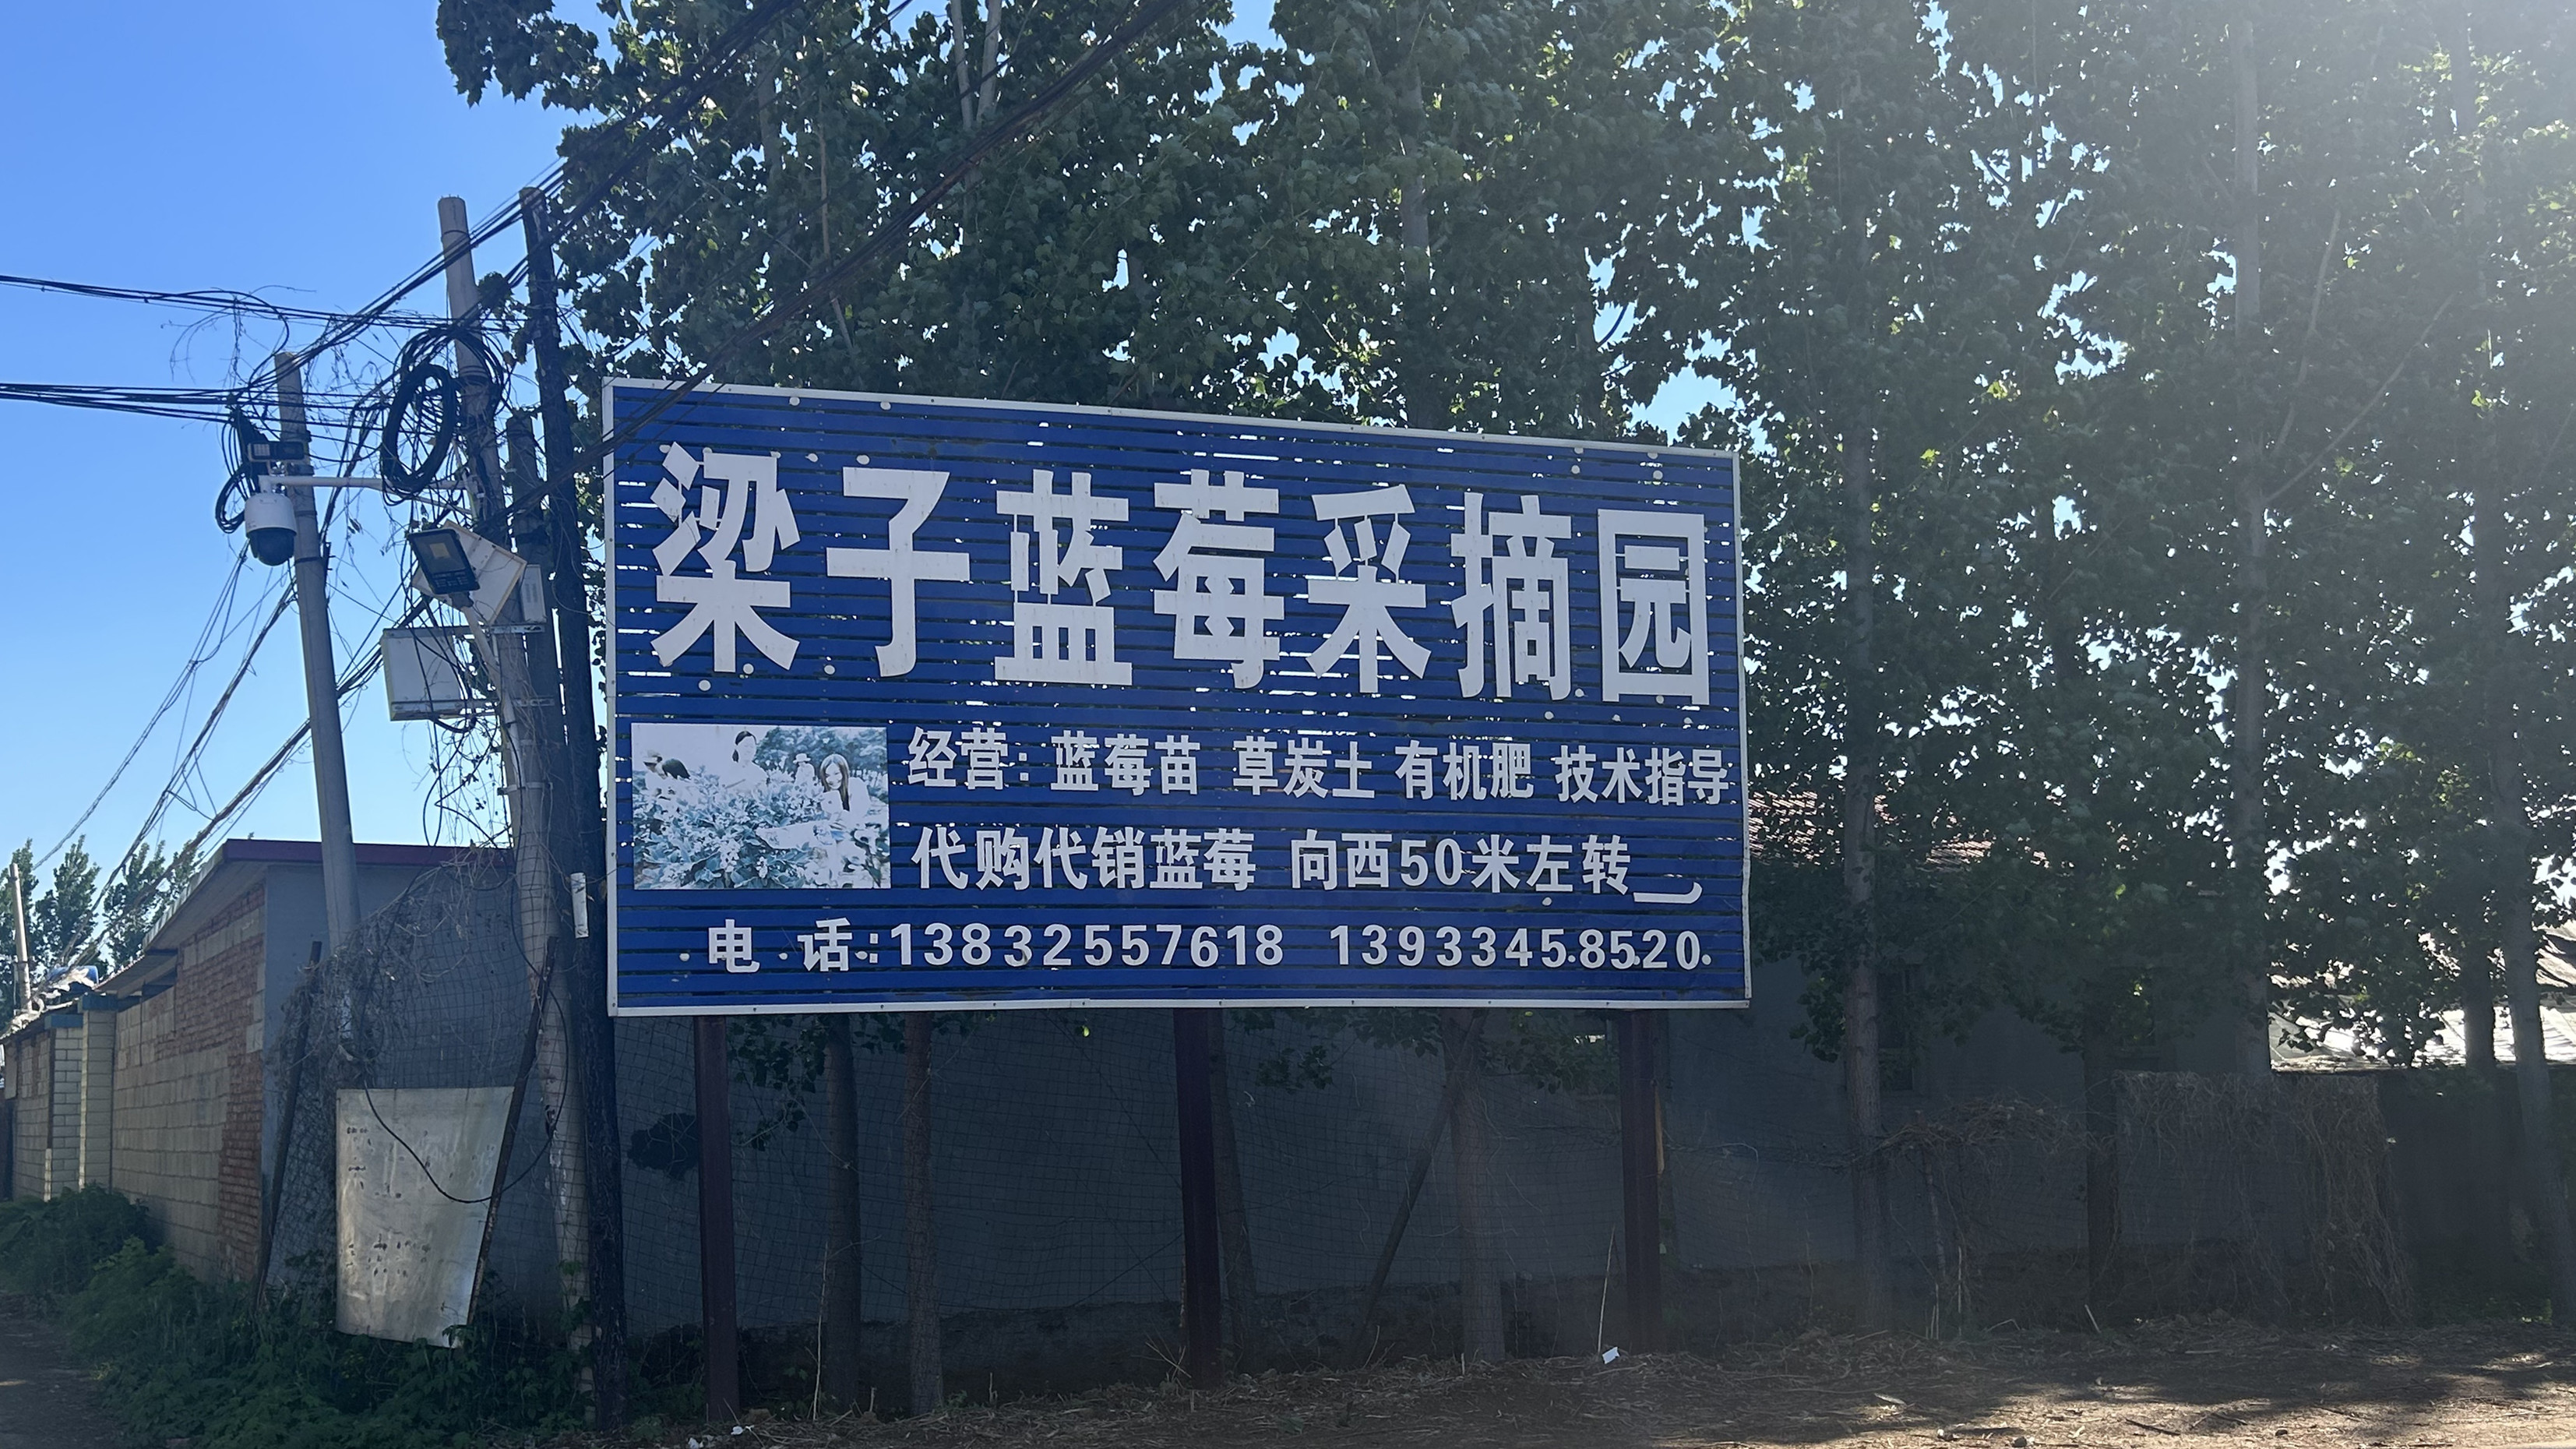 梁子蓝莓采摘园
经营：蓝莓苗 草炭土 有机肥 技术指导
代购代销蓝莓 向西50米左转
电 话：13832557618 13933458520